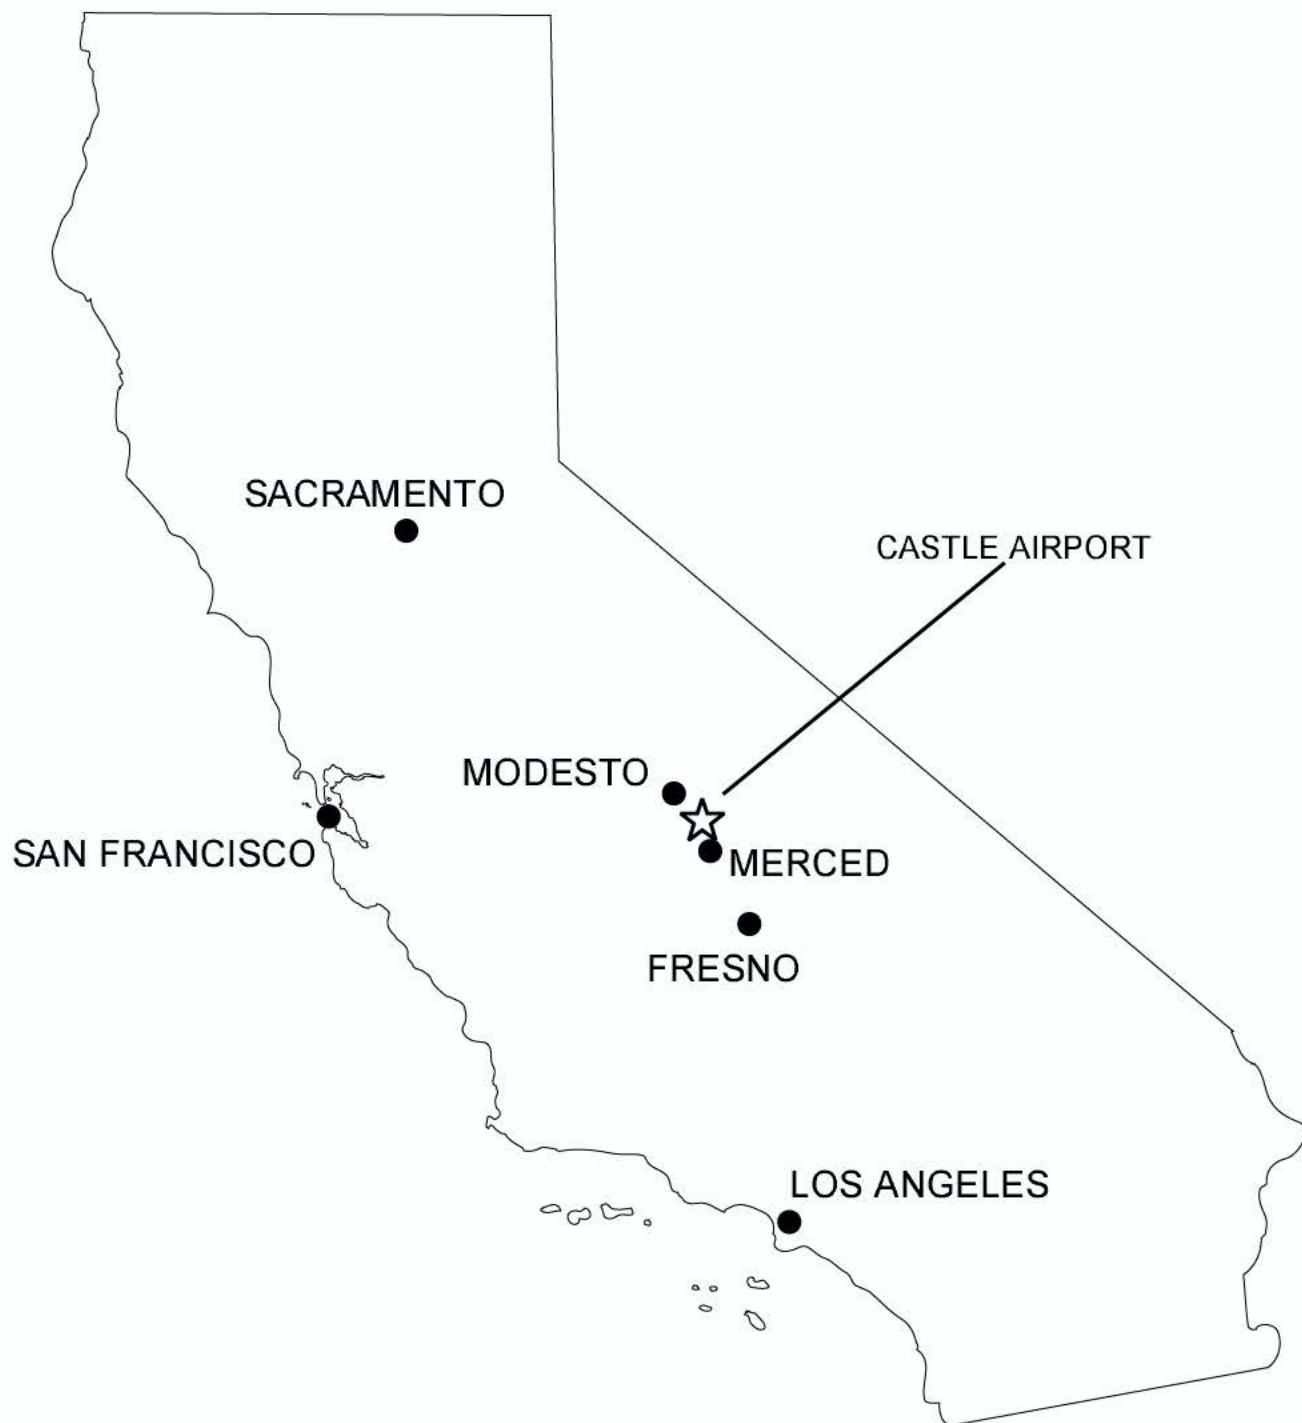 SACRAMENTO
CASTLE AIRPORT
MODESTO
SAN FRANCISCO
MERCED
FRESNO
LOS ANGELES